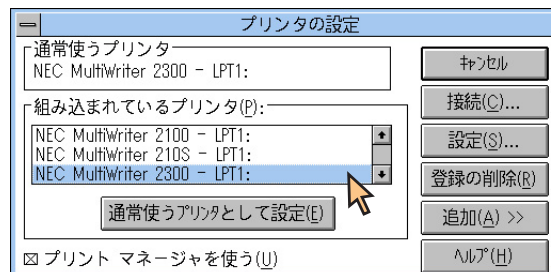 プリンタの設定
通常使うプリンタ
NEC MultiWriter 2300 - LPT1:
組み込まれているプリンタ(P):
NEC MultiWriter 2100 - LPT1:
NEC MultiWriter 210S - LPT1:
NEC MultiWriter 2300 - LPT1:
通常使うプリンタとして設定(E)
プリント マネージャを使う(U)
キャンセル
接続(C)...
設定(S)...
登録の削除(R)
追加(A) >>
ヘルプ(H)